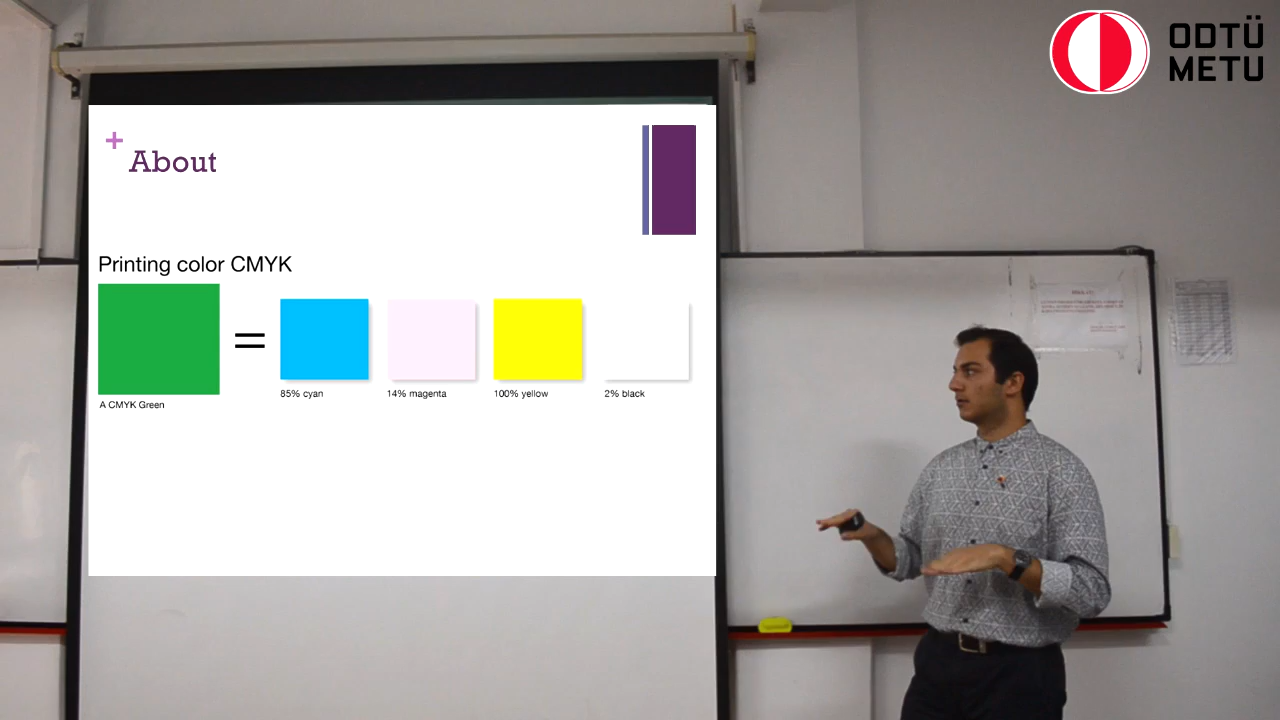 ODTÜ
METU
+
About
Printing color CMYK
=
A CMYK Green
85% cyan
14% magenta
100% yellow
2% black